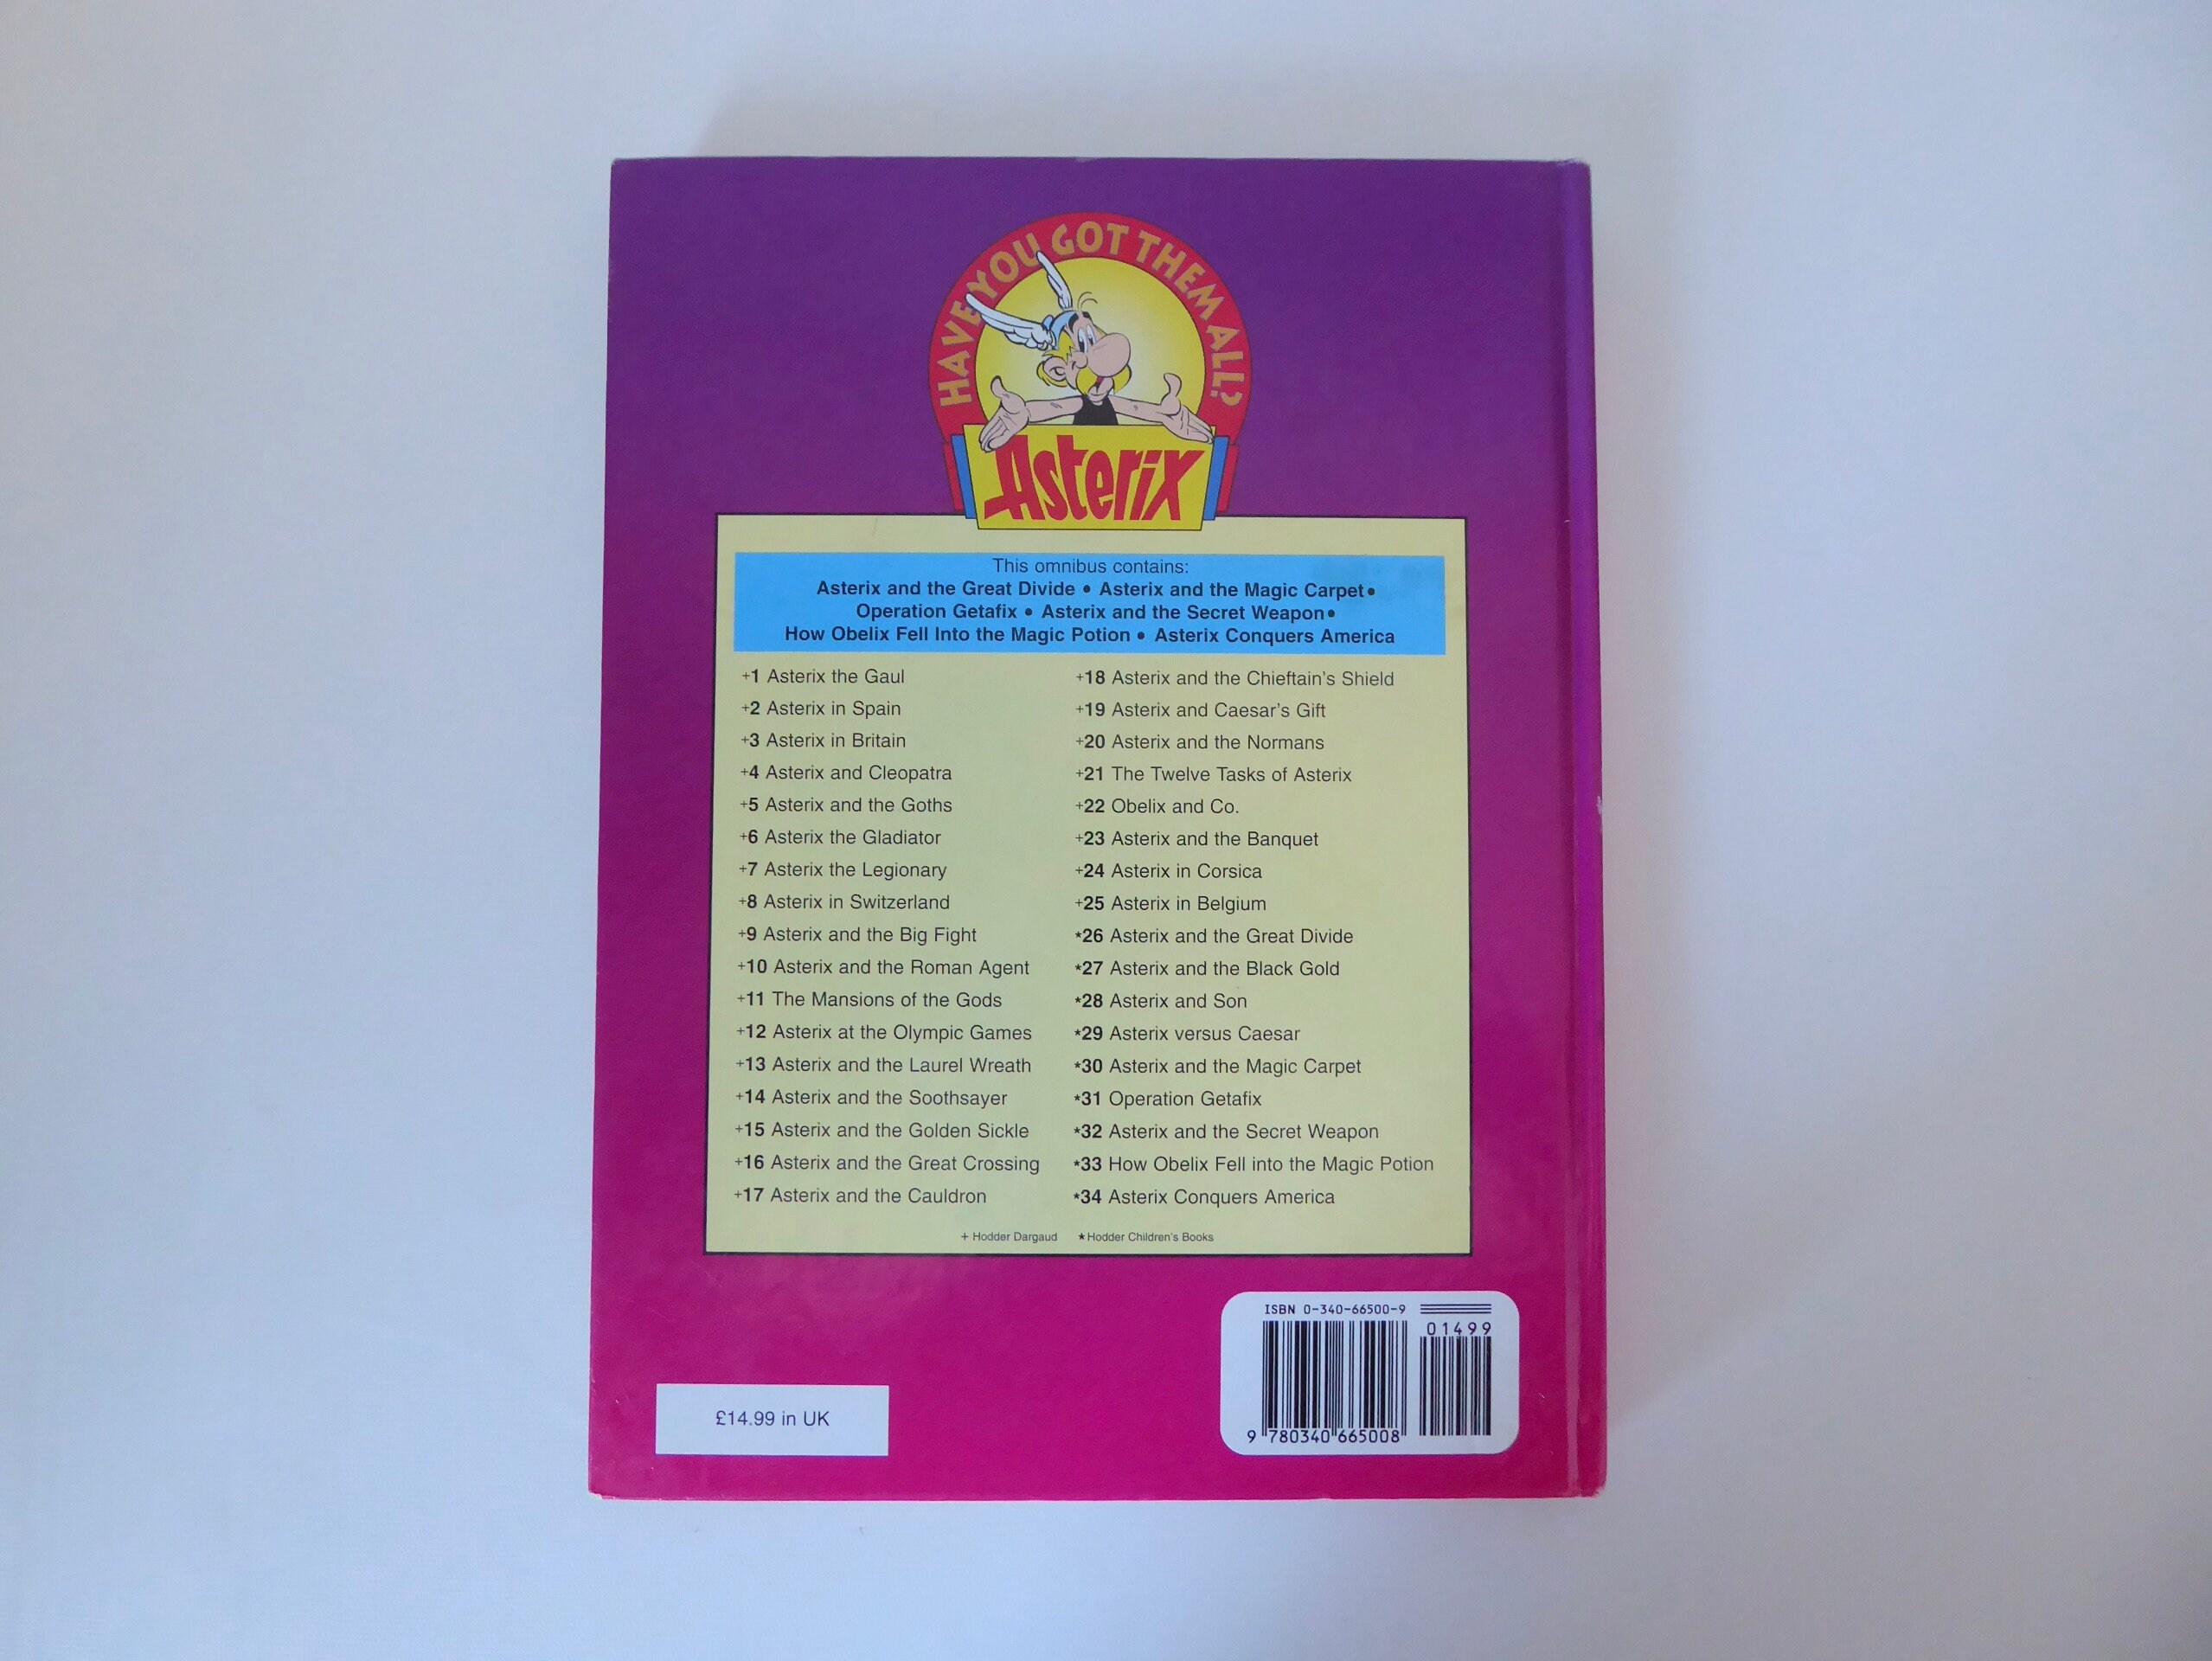 HAVE YOU GOT THEM ALL?
Asterix
This omnibus contains:
Asterix and the Great Divide • Asterix and the Magic Carpet •
Operation Getafix • Asterix and the Secret Weapon •
How Obelix Fell Into the Magic Potion • Asterix Conquers America
+1 Asterix the Gaul
+2 Asterix in Spain
+3 Asterix in Britain
+4 Asterix and Cleopatra
+5 Asterix and the Goths
+6 Asterix the Gladiator
+7 Asterix the Legionary
+8 Asterix in Switzerland
+9 Asterix and the Big Fight
+10 Asterix and the Roman Agent
+11 The Mansions of the Gods
+12 Asterix at the Olympic Games
+13 Asterix and the Laurel Wreath
+14 Asterix and the Soothsayer
+15 Asterix and the Golden Sickle
+16 Asterix and the Great Crossing
+17 Asterix and the Cauldron
+18 Asterix and the Chieftain's Shield
+19 Asterix and Caesar's Gift
+20 Asterix and the Normans
+21 The Twelve Tasks of Asterix
+22 Obelix and Co.
+23 Asterix and the Banquet
+24 Asterix in Corsica
+25 Asterix in Belgium
*26 Asterix and the Great Divide
*27 Asterix and the Black Gold
*28 Asterix and Son
*29 Asterix versus Caesar
*30 Asterix and the Magic Carpet
*31 Operation Getafix
*32 Asterix and the Secret Weapon
*33 How Obelix Fell into the Magic Potion
*34 Asterix Conquers America
+ Hodder Dargaud ★ Hodder Children's Books
£14.99 in UK
ISBN 0-340-66500-9
01499
9 780340 665008